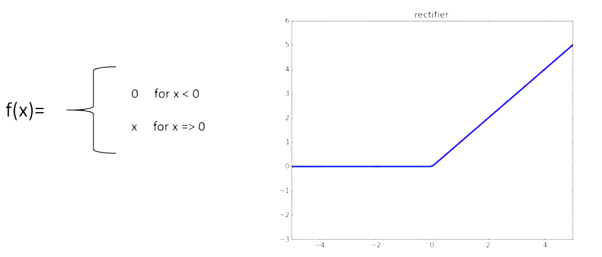 f(x)=
0 for x < 0
x for x => 0
rectifier
6
5
4
3
2
1
0
−1
−2
−3
−4 −2 0 2 4